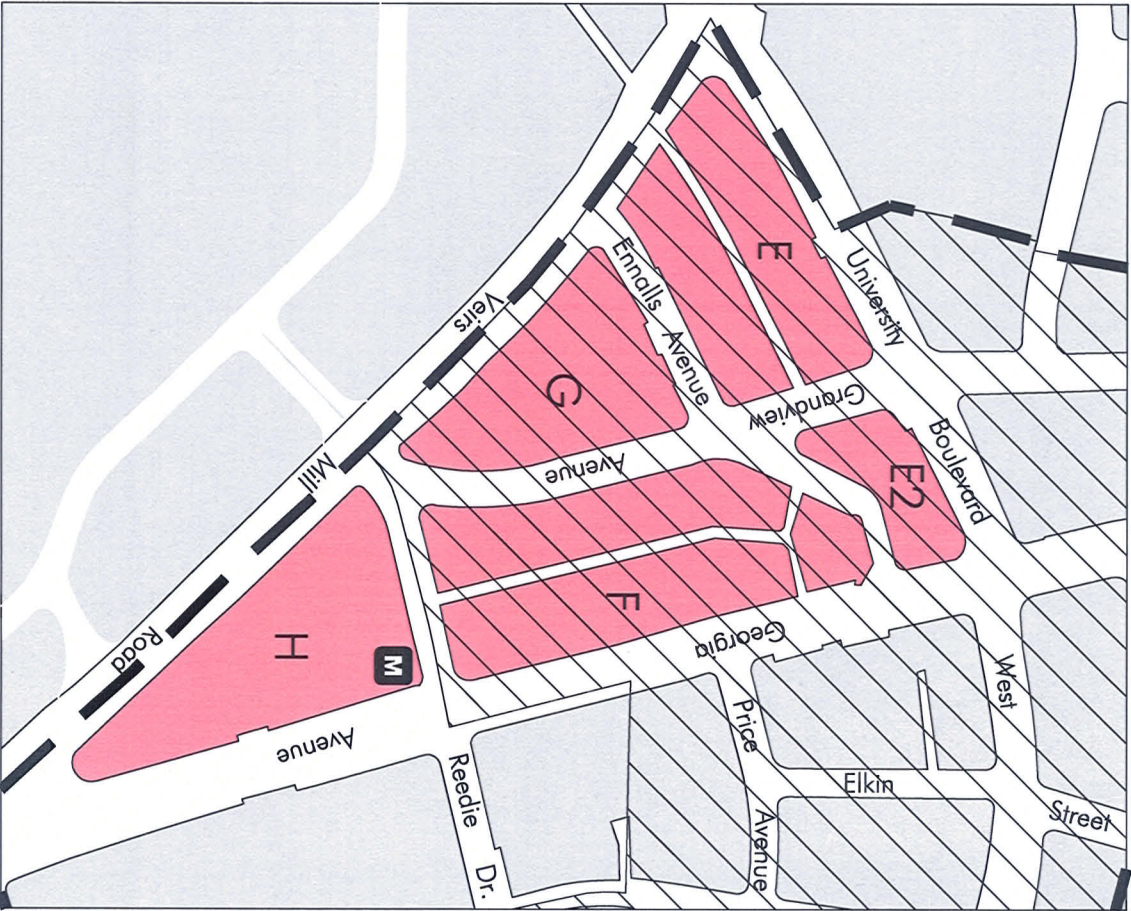 E
University
Ennalls
Avenue
Veirs
G
Grandview
Boulevard
E2
Avenue
Mill
F
H
M
Georgia
Road
West
Avenue
Price
Avenue
Reedie
Dr.
Elkin
Street